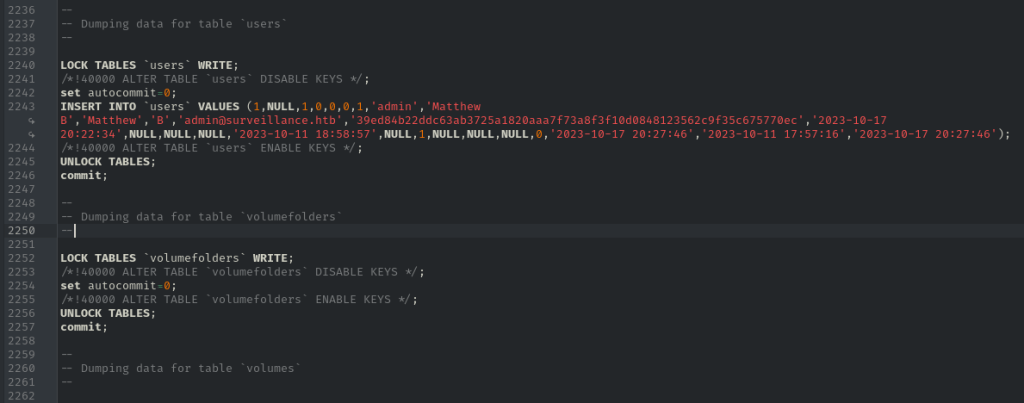 2236 --
2237 -- Dumping data for table `users`
2238 --
2239
2240 LOCK TABLES `users` WRITE;
2241 /*!40000 ALTER TABLE `users` DISABLE KEYS */;
2242 set autocommit=0;
2243 INSERT INTO `users` VALUES (1,NULL,1,0,0,0,1,'admin','Matthew
↪ B','Matthew','B','admin@surveillance.htb','39ed84b22ddc63ab3725a1820aaa7f73a8f3f10d0848123562c9f35c675770ec','2023-10-17
↪ 20:22:34',NULL,NULL,NULL,'2023-10-11 18:58:57',NULL,1,NULL,NULL,NULL,0,'2023-10-17 20:27:46','2023-10-11 17:57:16','2023-10-17 20:27:46');
2244 /*!40000 ALTER TABLE `users` ENABLE KEYS */;
2245 UNLOCK TABLES;
2246 commit;
2247
2248 --
2249 -- Dumping data for table `volumefolders`
2250 --
2251
2252 LOCK TABLES `volumefolders` WRITE;
2253 /*!40000 ALTER TABLE `volumefolders` DISABLE KEYS */;
2254 set autocommit=0;
2255 /*!40000 ALTER TABLE `volumefolders` ENABLE KEYS */;
2256 UNLOCK TABLES;
2257 commit;
2258
2259 --
2260 -- Dumping data for table `volumes`
2261 --
2262